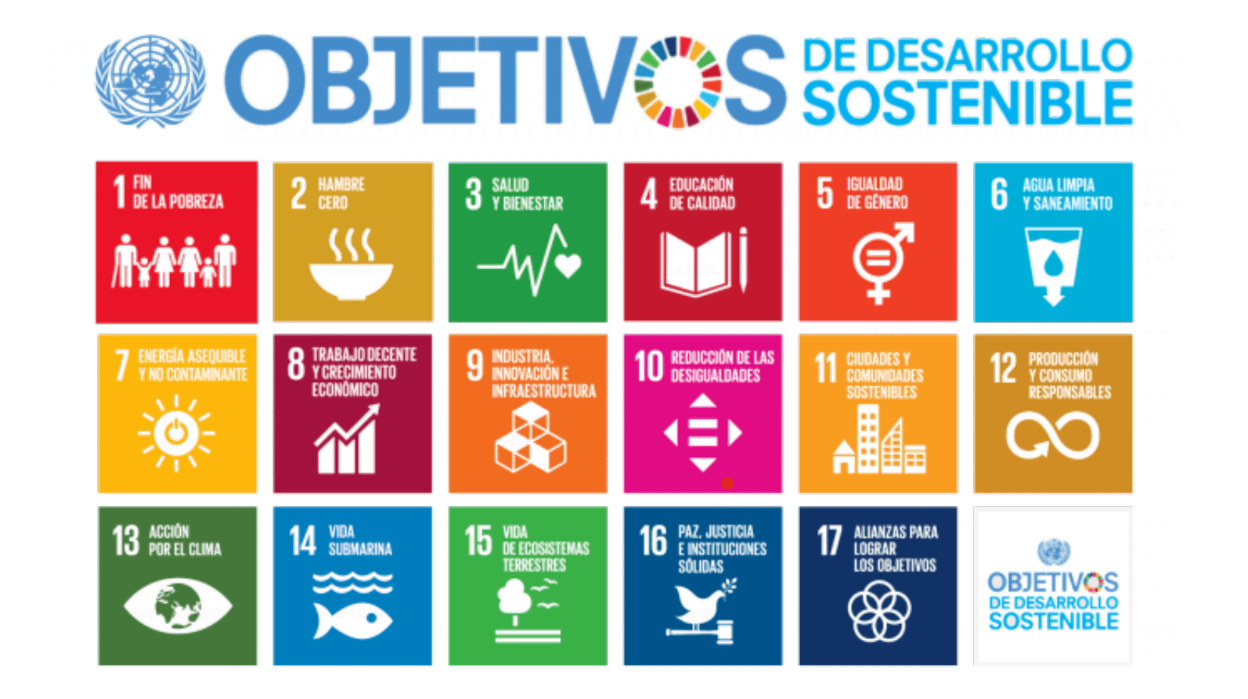 OBJETIVOS
DE DESARROLLO
SOSTENIBLE
1 FIN
DE LA POBREZA
2 HAMBRE
CERO
3 SALUD
Y BIENESTAR
4 EDUCACIÓN
DE CALIDAD
5 IGUALDAD
DE GÉNERO
6 AGUA LIMPIA
Y SANEAMIENTO
7 ENERGÍA ASEQUIBLE
Y NO CONTAMINANTE
8 TRABAJO DECENTE
Y CRECIMIENTO
ECONÓMICO
9 INDUSTRIA,
INNOVACIÓN E
INFRAESTRUCTURA
10 REDUCCIÓN DE LAS
DESIGUALDADES
11 CIUDADES Y
COMUNIDADES
SOSTENIBLES
12 PRODUCCIÓN
Y CONSUMO
RESPONSABLES
13 ACCIÓN
POR EL CLIMA
14 VIDA
SUBMARINA
15 VIDA
DE ECOSISTEMAS
TERRESTRES
16 PAZ, JUSTICIA
E INSTITUCIONES
SÓLIDAS
17 ALIANZAS PARA
LOGRAR
LOS OBJETIVOS
OBJETIVOS
DE DESARROLLO
SOSTENIBLE